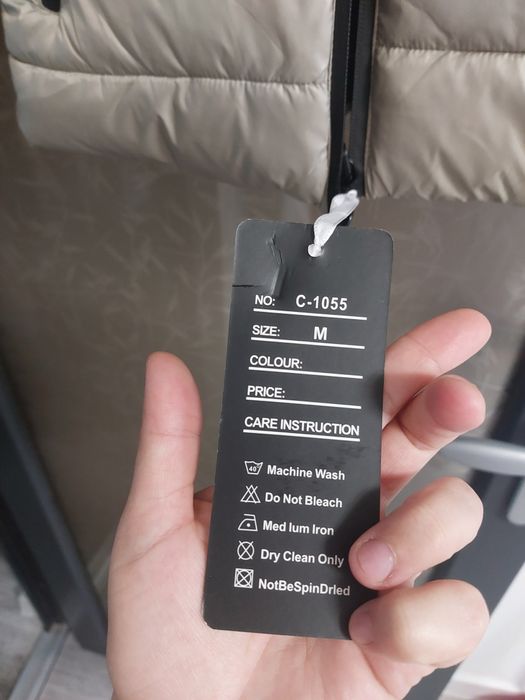 NO: C-1055
SIZE: M
COLOUR:
PRICE:
CARE INSTRUCTION
40° Machine Wash
Do Not Bleach
Med lum Iron
Dry Clean Only
NotBeSpinDrled